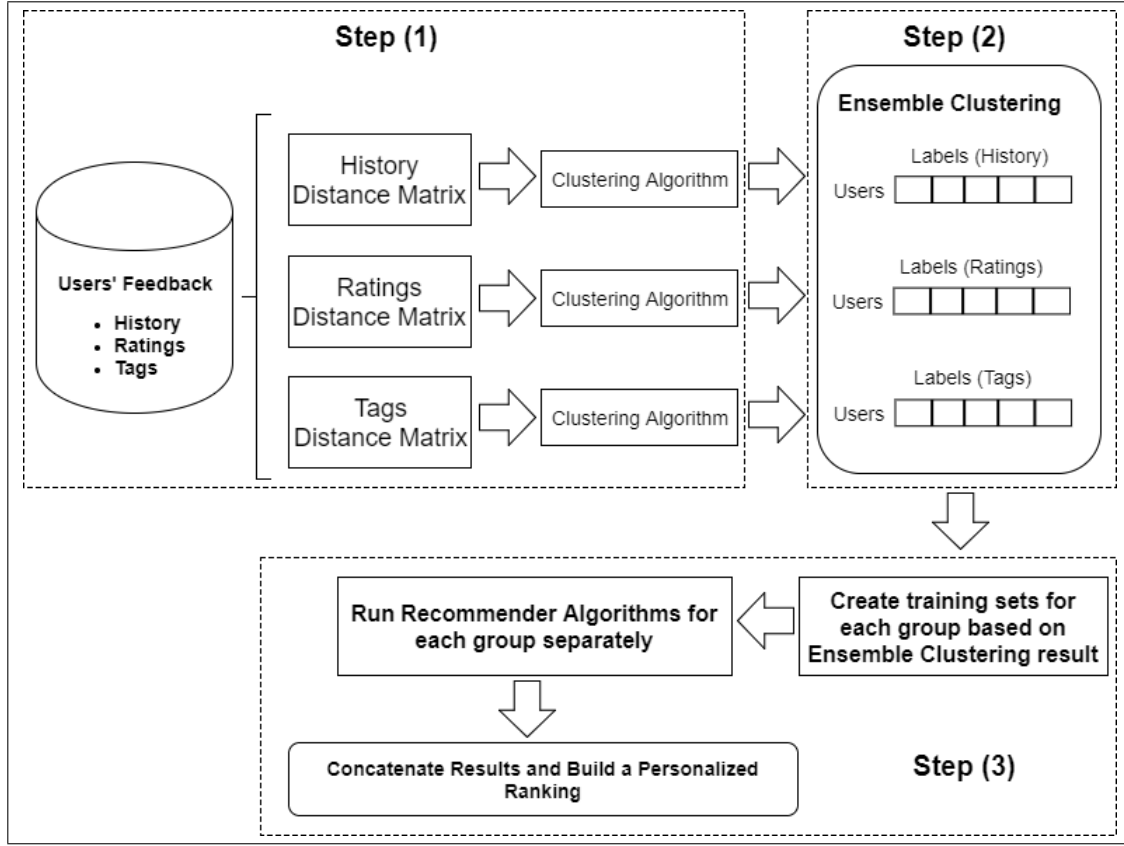 Step (1)
Users' Feedback
• History
• Ratings
• Tags
History
Distance Matrix
Clustering Algorithm
Ratings
Distance Matrix
Clustering Algorithm
Tags
Distance Matrix
Clustering Algorithm
Step (2)
Ensemble Clustering
Labels (History)
Users
Labels (Ratings)
Users
Labels (Tags)
Users
Create training sets for
each group based on
Ensemble Clustering result
Run Recommender Algorithms for
each group separately
Concatenate Results and Build a Personalized
Ranking
Step (3)